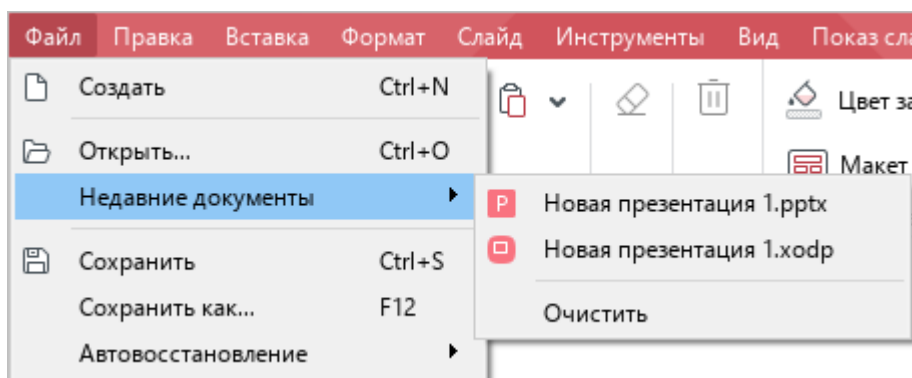 Файл Правка Вставка Формат Слайд Инструменты Вид Показ
Создать Ctrl+N
Цвет
Открыть... Ctrl+O
Макет
Недавние документы
P Новая презентация 1.pptx
Новая презентация 1.xodp
Сохранить Ctrl+S
Сохранить как... F12
Очистить
Автовосстановление